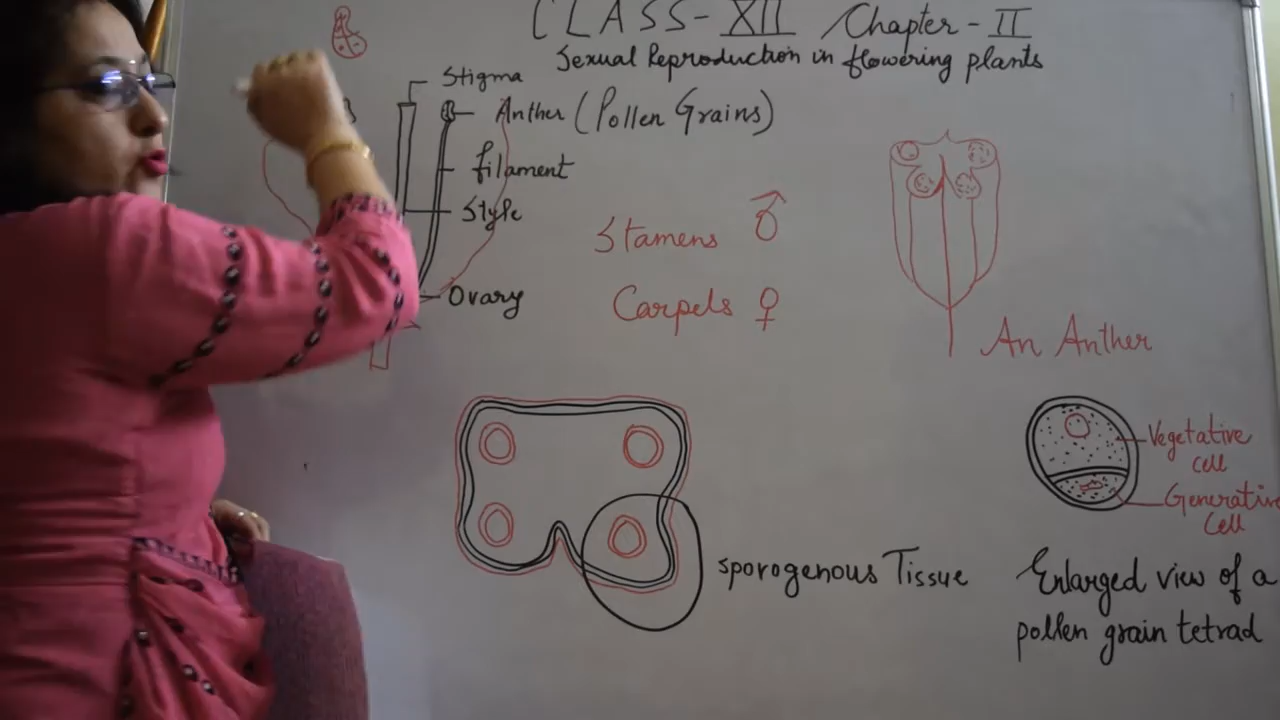 CLASS-XII Chapter-II
Sexual Reproduction in flowering plants
Stigma
Anther (Pollen Grains)
filament
Style
Ovary
Stamens ♂
Carpels ♀
An Anther
Vegetative
cell
Generative
Cell
Sporogenous Tissue
Enlarged view of a
pollen grain tetrad